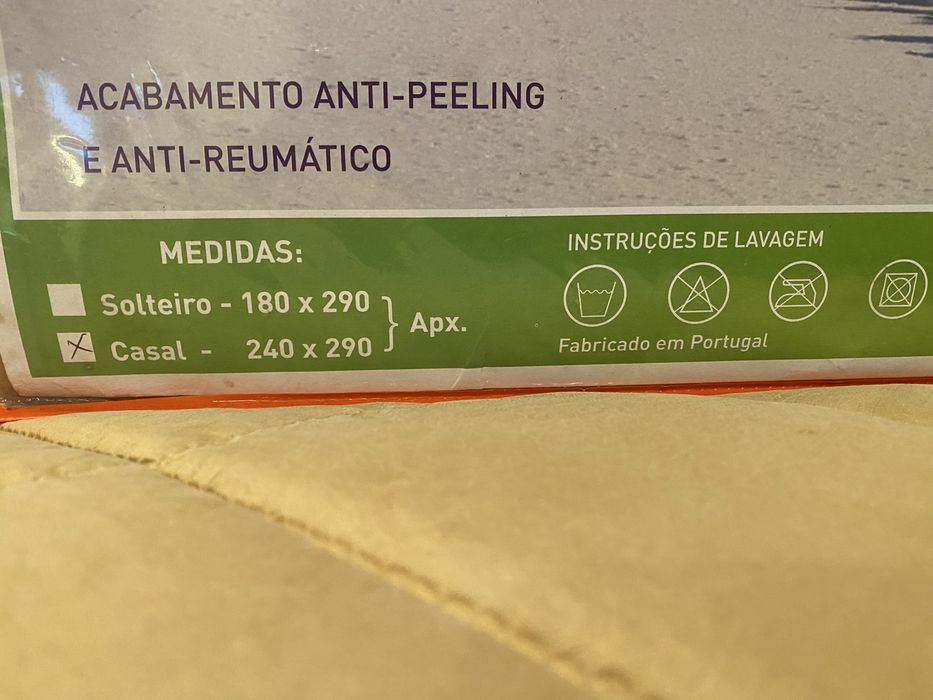 ACABAMENTO ANTI-PEELING
E ANTI-REUMÁTICO
MEDIDAS:
Solteiro - 180 x 290
Casal - 240 x 290
Apx.
INSTRUÇÕES DE LAVAGEM
Fabricado em Portugal